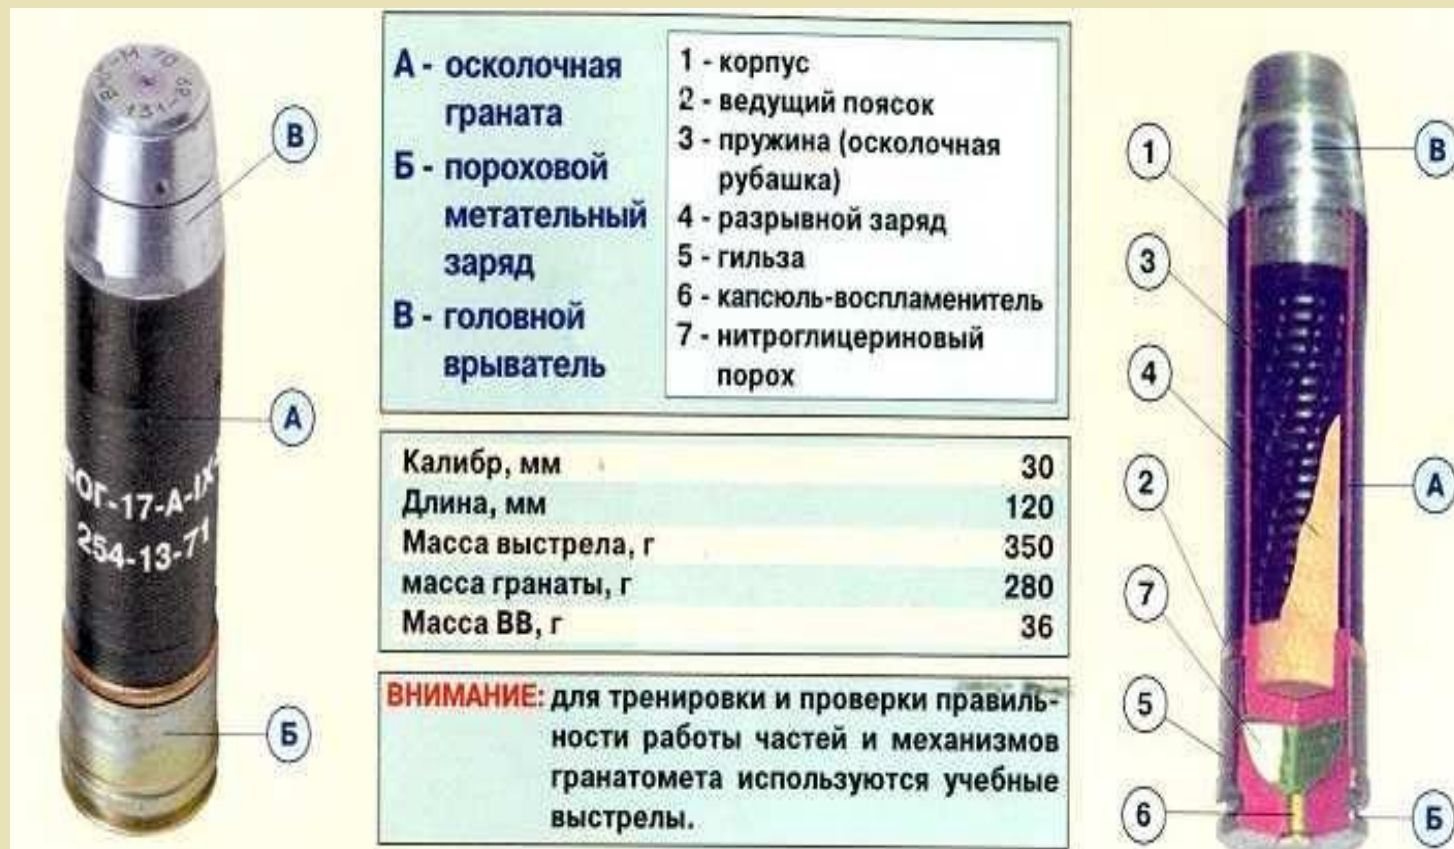 А - осколочная
граната
Б - пороховой
метательный
заряд
В - головной
врыватель
1 - корпус
2 - ведущий поясок
3 - пружина (осколочная
рубашка)
4 - разрывной заряд
5 - гильза
6 - капсюль-воспламенитель
7 - нитроглицериновый
порох
Калибр, мм 30
Длина, мм 120
Масса выстрела, г 350
масса гранаты, г 280
Масса ВВ, г 36
ВНИМАНИЕ: для тренировки и проверки правиль-
ности работы частей и механизмов
гранатомета используются учебные
выстрелы.
В
А
Б
254-13-71
1
3
4
2
7
5
6
В
А
Б